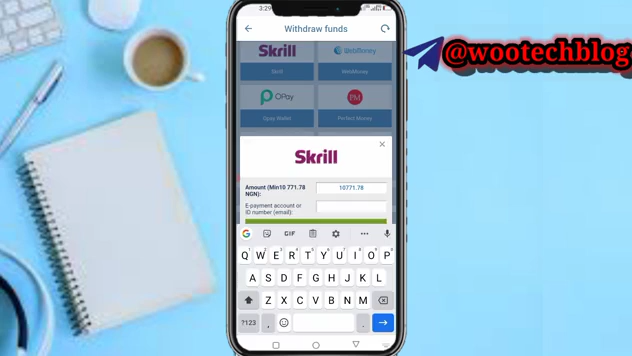 3:29
Withdraw funds
@wootechblog
Skrill
WebMoney
Skrill
WebMoney
OPay
PM
Opay Wallet
Perfect Money
Skrill
Amount (Min10 771.78
NGN):
10771.78
E-payment account or
ID number (email):
G GIF
Q W E R T Y U I O P
A S D F G H J K L
Z X C V B N M
?123 , .